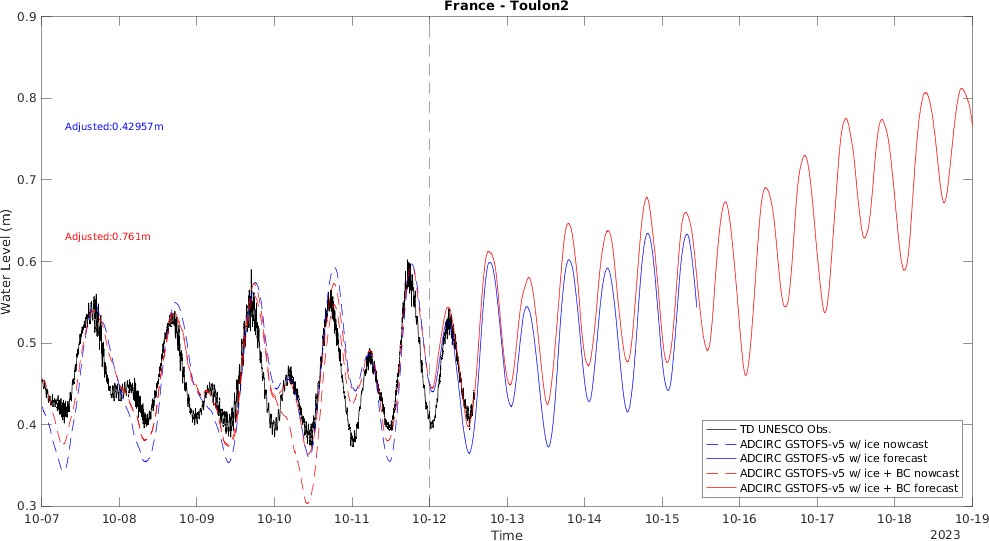 France - Toulon2
0.9
0.8
0.7
0.6
0.5
0.4
0.3
Water Level (m)
Adjusted:0.42957m
Adjusted:0.761m
TD UNESCO Obs.
ADCIRC GSTOFS-v5 w/ ice nowcast
ADCIRC GSTOFS-v5 w/ ice forecast
ADCIRC GSTOFS-v5 w/ ice + BC nowcast
ADCIRC GSTOFS-v5 w/ ice + BC forecast
10-07 10-08 10-09 10-10 10-11 10-12 10-13 10-14 10-15 10-16 10-17 10-18 10-19
Time
2023